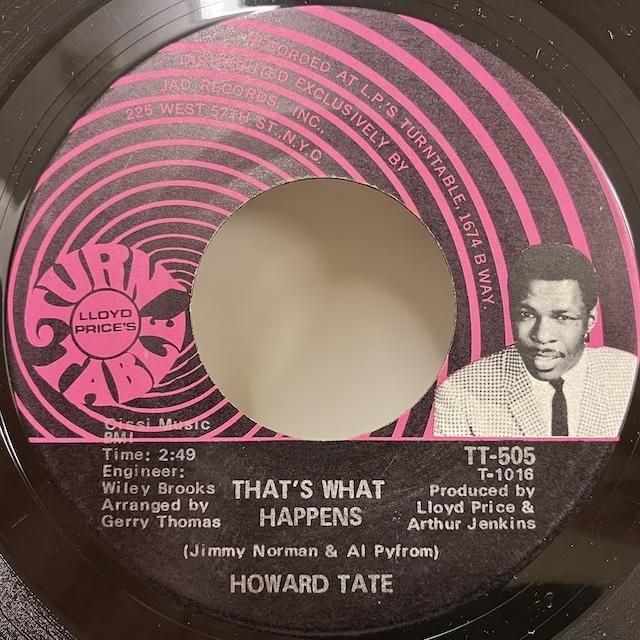 RECORDED AT L.P.'S TURNTABLE, 1674 B'WAY.
DISTRIBUTED EXCLUSIVELY BY
JAD RECORDS, INC.,
225 WEST 57TH ST., N.Y.C.
TURN
LLOYD
PRICE'S
TABLE
Gissi Music
BMI
Time: 2:49
Engineer:
Wiley Brooks
Arranged by
Gerry Thomas
THAT'S WHAT
HAPPENS
TT-505
T-1016
Produced by
Lloyd Price &
Arthur Jenkins
(Jimmy Norman & Al Pyfrom)
HOWARD TATE